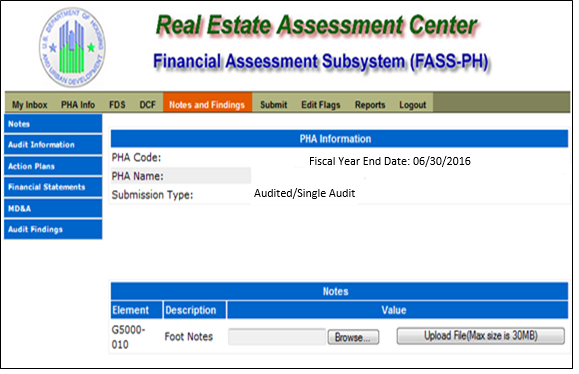 U.S. DEPARTMENT OF HOUSING AND URBAN DEVELOPMENT
Real Estate Assessment Center
Financial Assessment Subsystem (FASS-PH)
My Inbox PHA Info FDS DCF Notes and Findings Submit Edit Flags Reports Logout
Notes
Audit Information
Action Plans
Financial Statements
MD&A
Audit Findings
PHA Information
PHA Code: Fiscal Year End Date: 06/30/2016
PHA Name:
Submission Type: Audited/Single Audit
Notes
Element Description Value
G5000-
010 Foot Notes Browse... Upload File(Max size is 30MB)